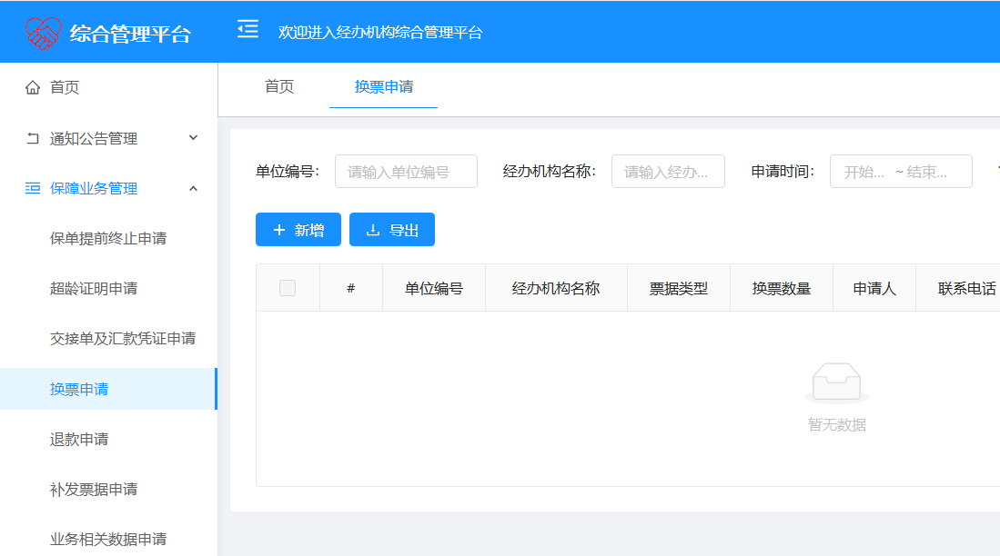 综合管理平台
欢迎进入经办机构综合管理平台
首页
通知公告管理
保障业务管理
保单提前终止申请
超龄证明申请
交接单及汇款凭证申请
换票申请
退款申请
补发票据申请
业务相关数据申请
首页 换票申请
单位编号: 请输入单位编号 经办机构名称: 请输入经办... 申请时间: 开始... ~ 结束...
+ 新增 导出
# 单位编号 经办机构名称 票据类型 换票数量 申请人 联系电话
暂无数据